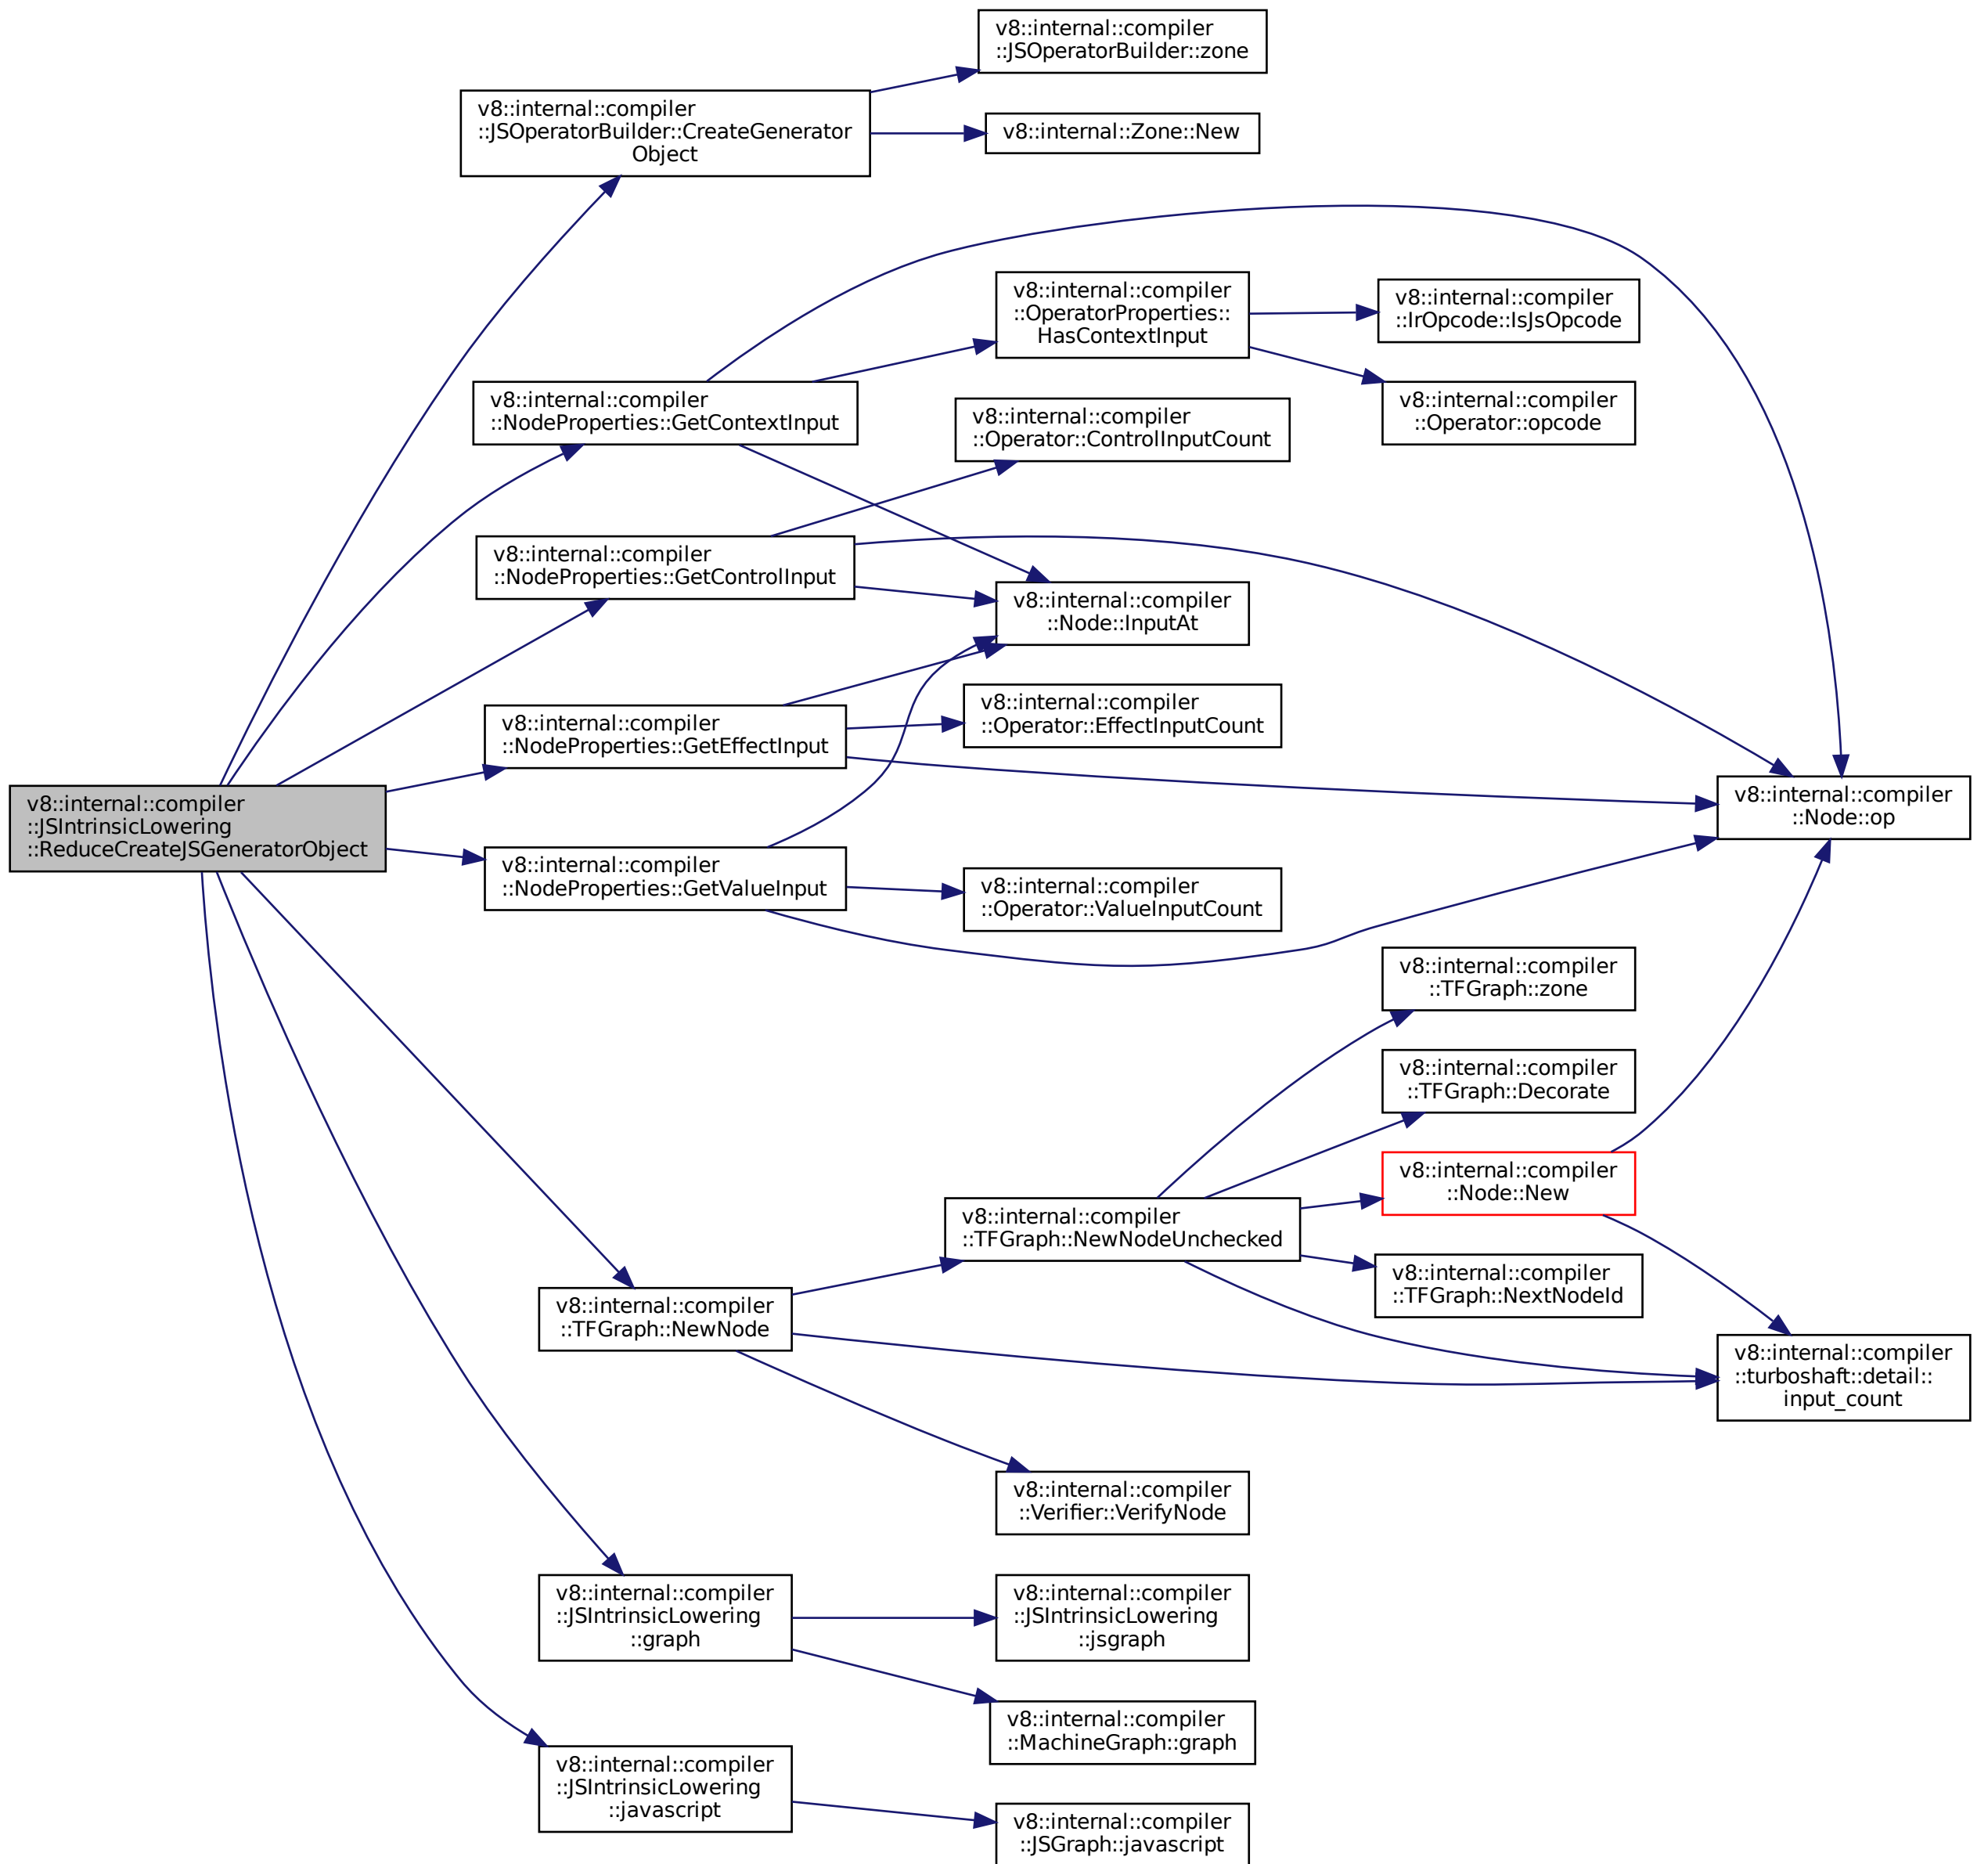 v8::internal::compiler
::JSOperatorBuilder::zone
v8::internal::compiler
::JSOperatorBuilder::CreateGenerator
Object
v8::internal::Zone::New
v8::internal::compiler
::OperatorProperties::
HasContextInput
v8::internal::compiler
::IrOpcode::IsJsOpcode
v8::internal::compiler
::NodeProperties::GetContextInput
v8::internal::compiler
::Operator::opcode
v8::internal::compiler
::Operator::ControlInputCount
v8::internal::compiler
::NodeProperties::GetControlInput
v8::internal::compiler
::Node::InputAt
v8::internal::compiler
::NodeProperties::GetEffectInput
v8::internal::compiler
::Operator::EffectInputCount
v8::internal::compiler
::Node::op
v8::internal::compiler
::JSIntrinsicLowering
::ReduceCreateJSGeneratorObject
v8::internal::compiler
::NodeProperties::GetValueInput
v8::internal::compiler
::Operator::ValueInputCount
v8::internal::compiler
::TFGraph::zone
v8::internal::compiler
::TFGraph::Decorate
v8::internal::compiler
::Node::New
v8::internal::compiler
::TFGraph::NewNodeUnchecked
v8::internal::compiler
::TFGraph::NextNodeId
v8::internal::compiler
::TFGraph::NewNode
v8::internal::compiler
::turboshaft::detail::
input_count
v8::internal::compiler
::Verifier::VerifyNode
v8::internal::compiler
::JSIntrinsicLowering
::graph
v8::internal::compiler
::JSIntrinsicLowering
::jsgraph
v8::internal::compiler
::MachineGraph::graph
v8::internal::compiler
::JSIntrinsicLowering
::javascript
v8::internal::compiler
::JSGraph::javascript